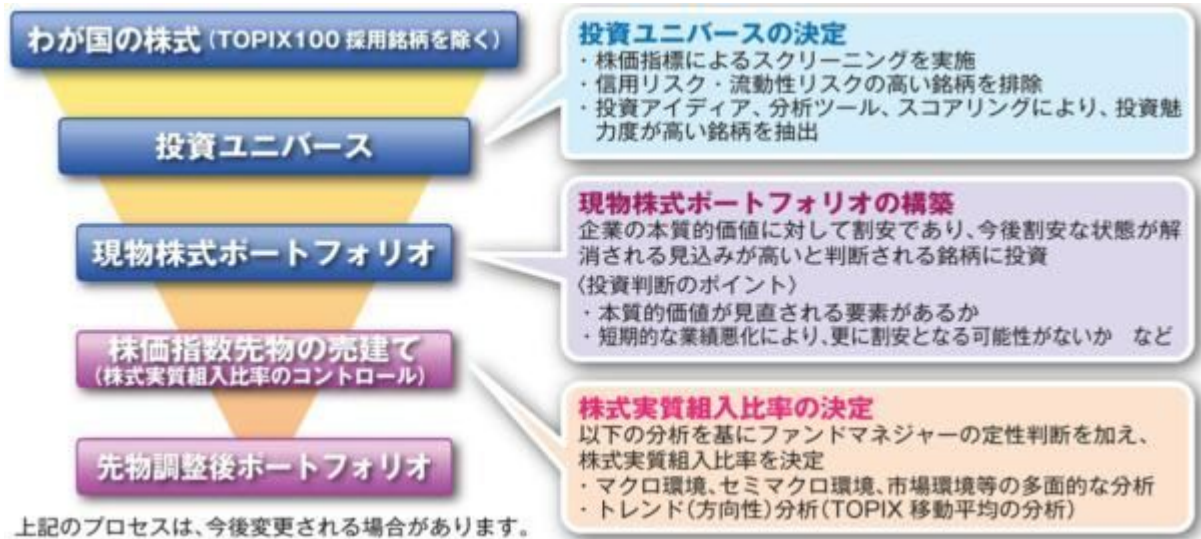 わが国の株式(TOPIX100採用銘柄を除く)
投資ユニバース
現物株式ポートフォリオ
株価指数先物の売建て
(株式実質組入比率のコントロール)
先物調整後ポートフォリオ
上記のプロセスは、今後変更される場合があります。
投資ユニバースの決定
・株価指標によるスクリーニングを実施
・信用リスク・流動性リスクの高い銘柄を排除
・投資アイディア、分析ツール、スコアリングにより、投資魅
力度が高い銘柄を抽出
現物株式ポートフォリオの構築
企業の本質的価値に対して割安であり、今後割安な状態が解
消される見込みが高いと判断される銘柄に投資
〈投資判断のポイント〉
・本質的価値が見直される要素があるか
・短期的な業績悪化により、更に割安となる可能性がないか　など
株式実質組入比率の決定
以下の分析を基にファンドマネジャーの定性判断を加え、
株式実質組入比率を決定
・マクロ環境、セミマクロ環境、市場環境等の多面的な分析
・トレンド(方向性)分析(TOPIX移動平均の分析)